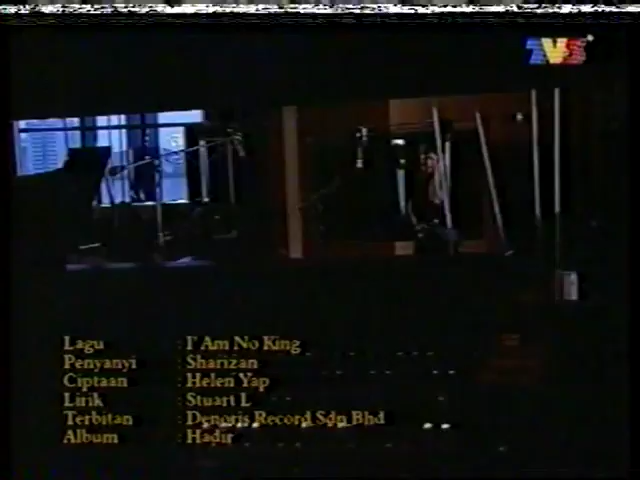 TV3
Lagu : I' Am No King
Penyanyi : Sharizan
Ciptaan : Helen Yap
Lirik : Stuart L
Terbitan : Denoris Record Sdn Bhd
Album : Hadir